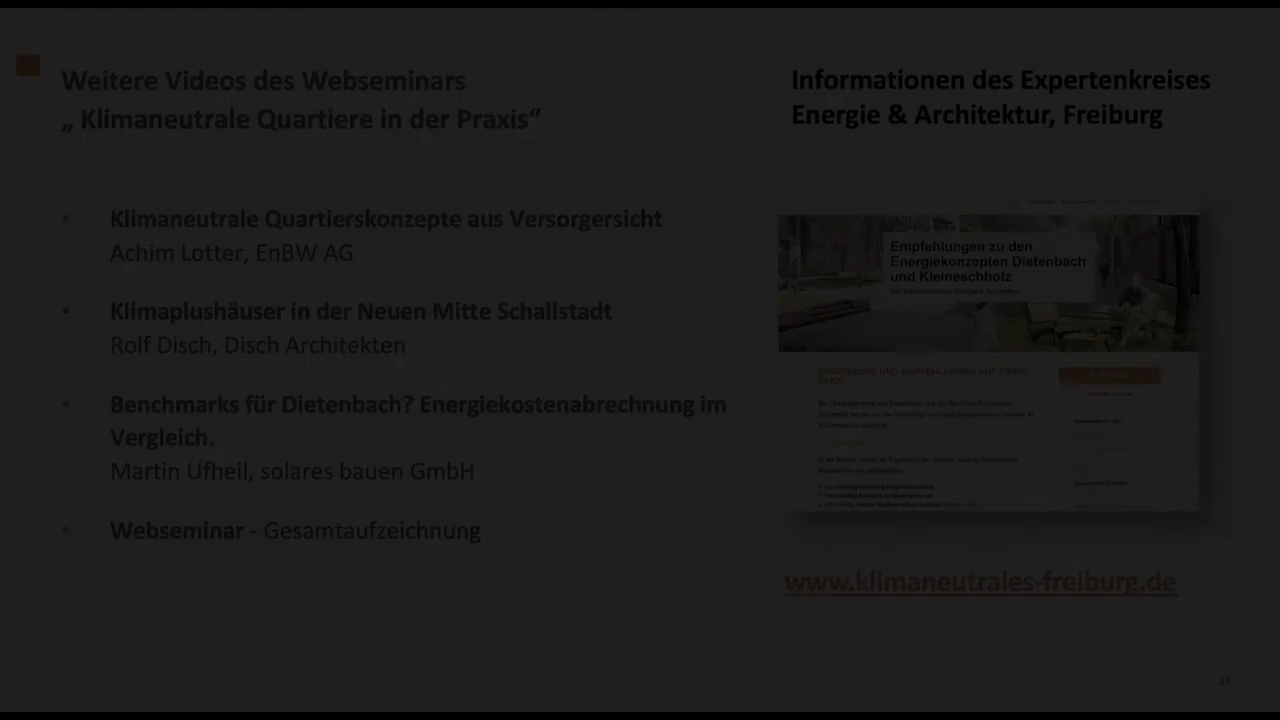 Weitere Videos des Webseminars
„ Klimaneutrale Quartiere in der Praxis“
• Klimaneutrale Quartierskonzepte aus Versorgersicht
Achim Lotter, EnBW AG
• Klimaplushäuser in der Neuen Mitte Schallstadt
Rolf Disch, Disch Architekten
• Benchmarks für Dietenbach? Energiekostenabrechnung im
Vergleich.
Martin Ufheil, solares bauen GmbH
• Webseminar - Gesamtaufzeichnung
Informationen des Expertenkreises
Energie & Architektur, Freiburg
Empfehlungen zu den
Energiekonzepten Dietenbach
und Kleineschholz
www.klimaneutrales-freiburg.de